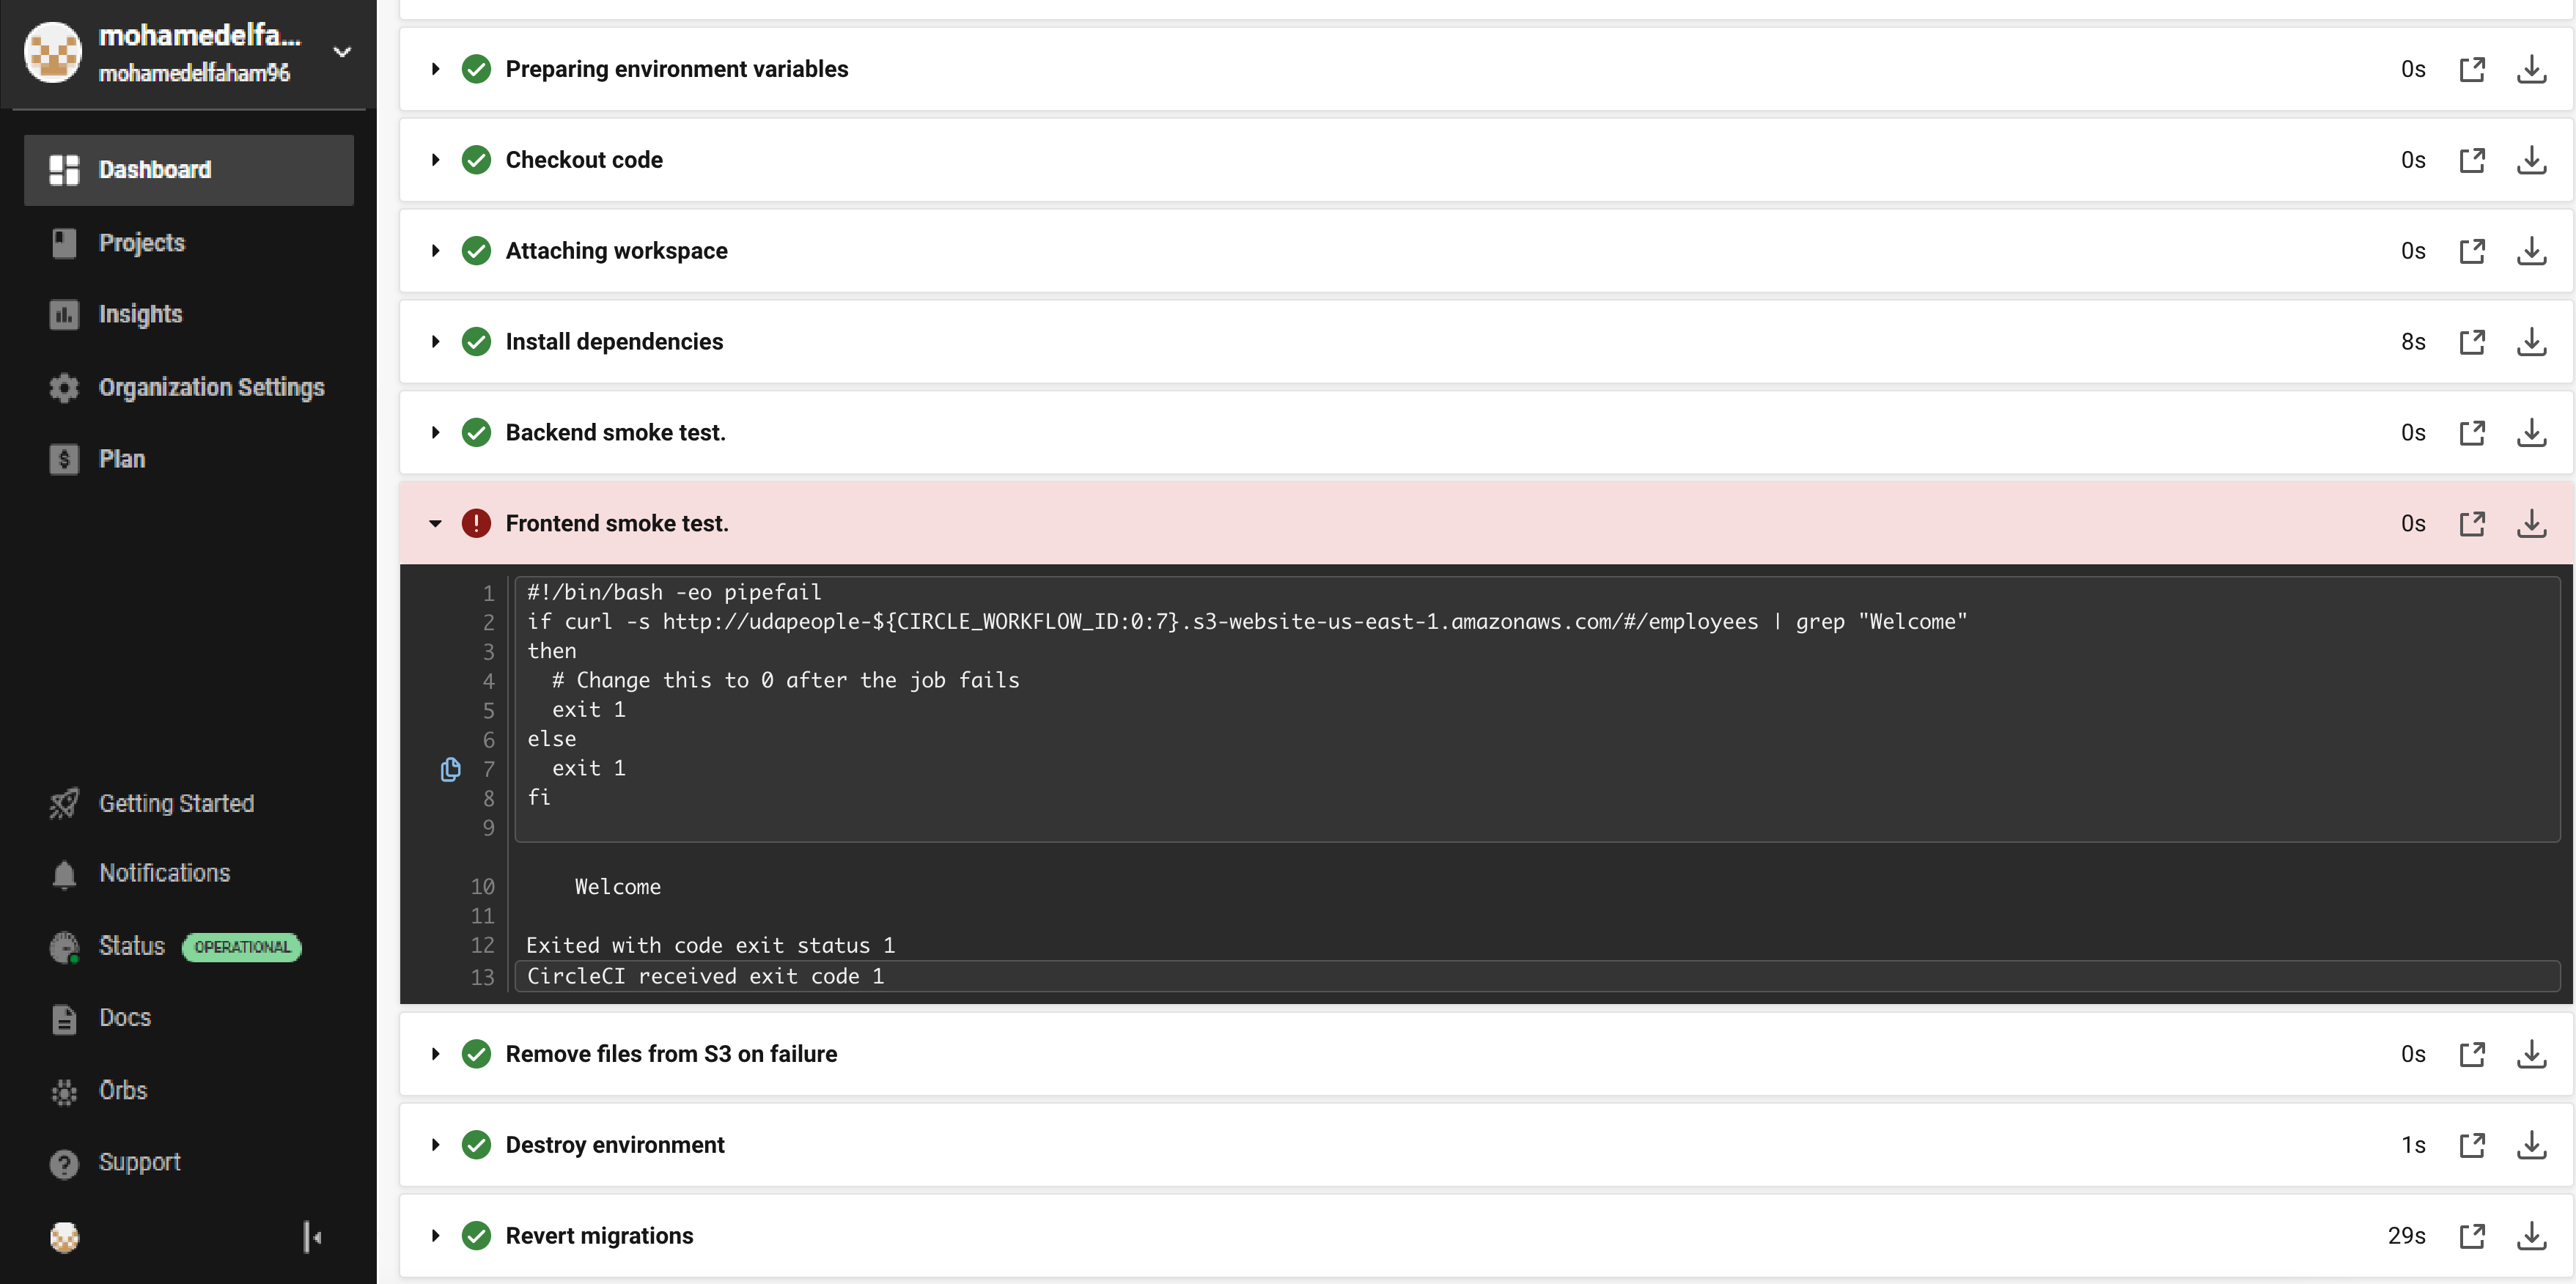 mohamedelfa...
mohamedelfaham96
Dashboard
Projects
Insights
Organization Settings
Plan
Getting Started
Notifications
Status OPERATIONAL
Docs
Orbs
Support
Preparing environment variables 0s
Checkout code 0s
Attaching workspace 0s
Install dependencies 8s
Backend smoke test. 0s
Frontend smoke test. 0s
1 #!/bin/bash -eo pipefail
2 if curl -s http://udapeople-${CIRCLE_WORKFLOW_ID:0:7}.s3-website-us-east-1.amazonaws.com/#/employees | grep "Welcome"
3 then
4 # Change this to 0 after the job fails
5 exit 1
6 else
7 exit 1
8 fi
9
10 Welcome
11
12 Exited with code exit status 1
13 CircleCI received exit code 1
Remove files from S3 on failure 0s
Destroy environment 1s
Revert migrations 29s